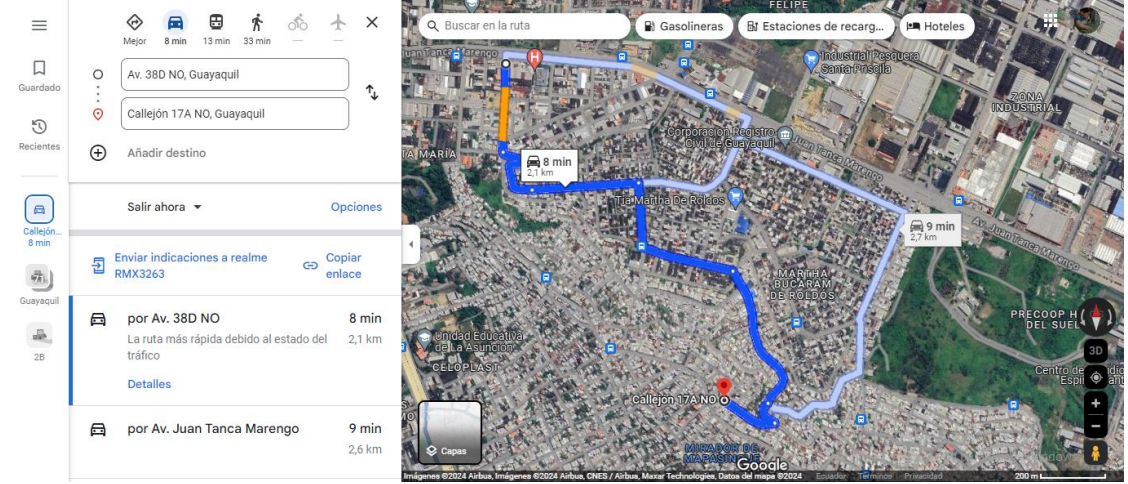 Mejor
8 min
13 min
33 min
—
—
Guardado
Recientes
Callejón...
8 min
Guayaquil
2B
Av. 38D NO, Guayaquil
Callejón 17A NO, Guayaquil
Añadir destino
Salir ahora
Opciones
Enviar indicaciones a realme
RMX3263
Copiar
enlace
por Av. 38D NO
8 min
La ruta más rápida debido al estado del
tráfico
2,1 km
Detalles
por Av. Juan Tanca Marengo
9 min
2,6 km
Buscar en la ruta
Gasolineras
Estaciones de recarg...
Hoteles
FELIPE
Juan Tanca Marengo
H
Industrial Pesquera
Santa Priscila
ZONA
INDUSTRIAL
Corporacion Registro
Civil de Guayaquil
Juan Tanca Marengo
TA MARÍA
8 min
2,1 km
Tía Martha De Roldos
9 min
2,7 km
Av. Juan Tanca Marengo
MARTHA
BUCARAM
DE ROLDOS
PRECOOP H
DEL SUEL
Unidad Educativa
de La Asunción
CELOPLAST
3D
Callejón 17A NO
Capas
MIRADOR DE
MAPASINGUE
Google
Imágenes ©2024 Airbus, Imágenes ©2024 Airbus, CNES / Airbus, Maxar Technologies, Datos del mapa ©2024
Ecuador
Términos
Privacidad
200 m